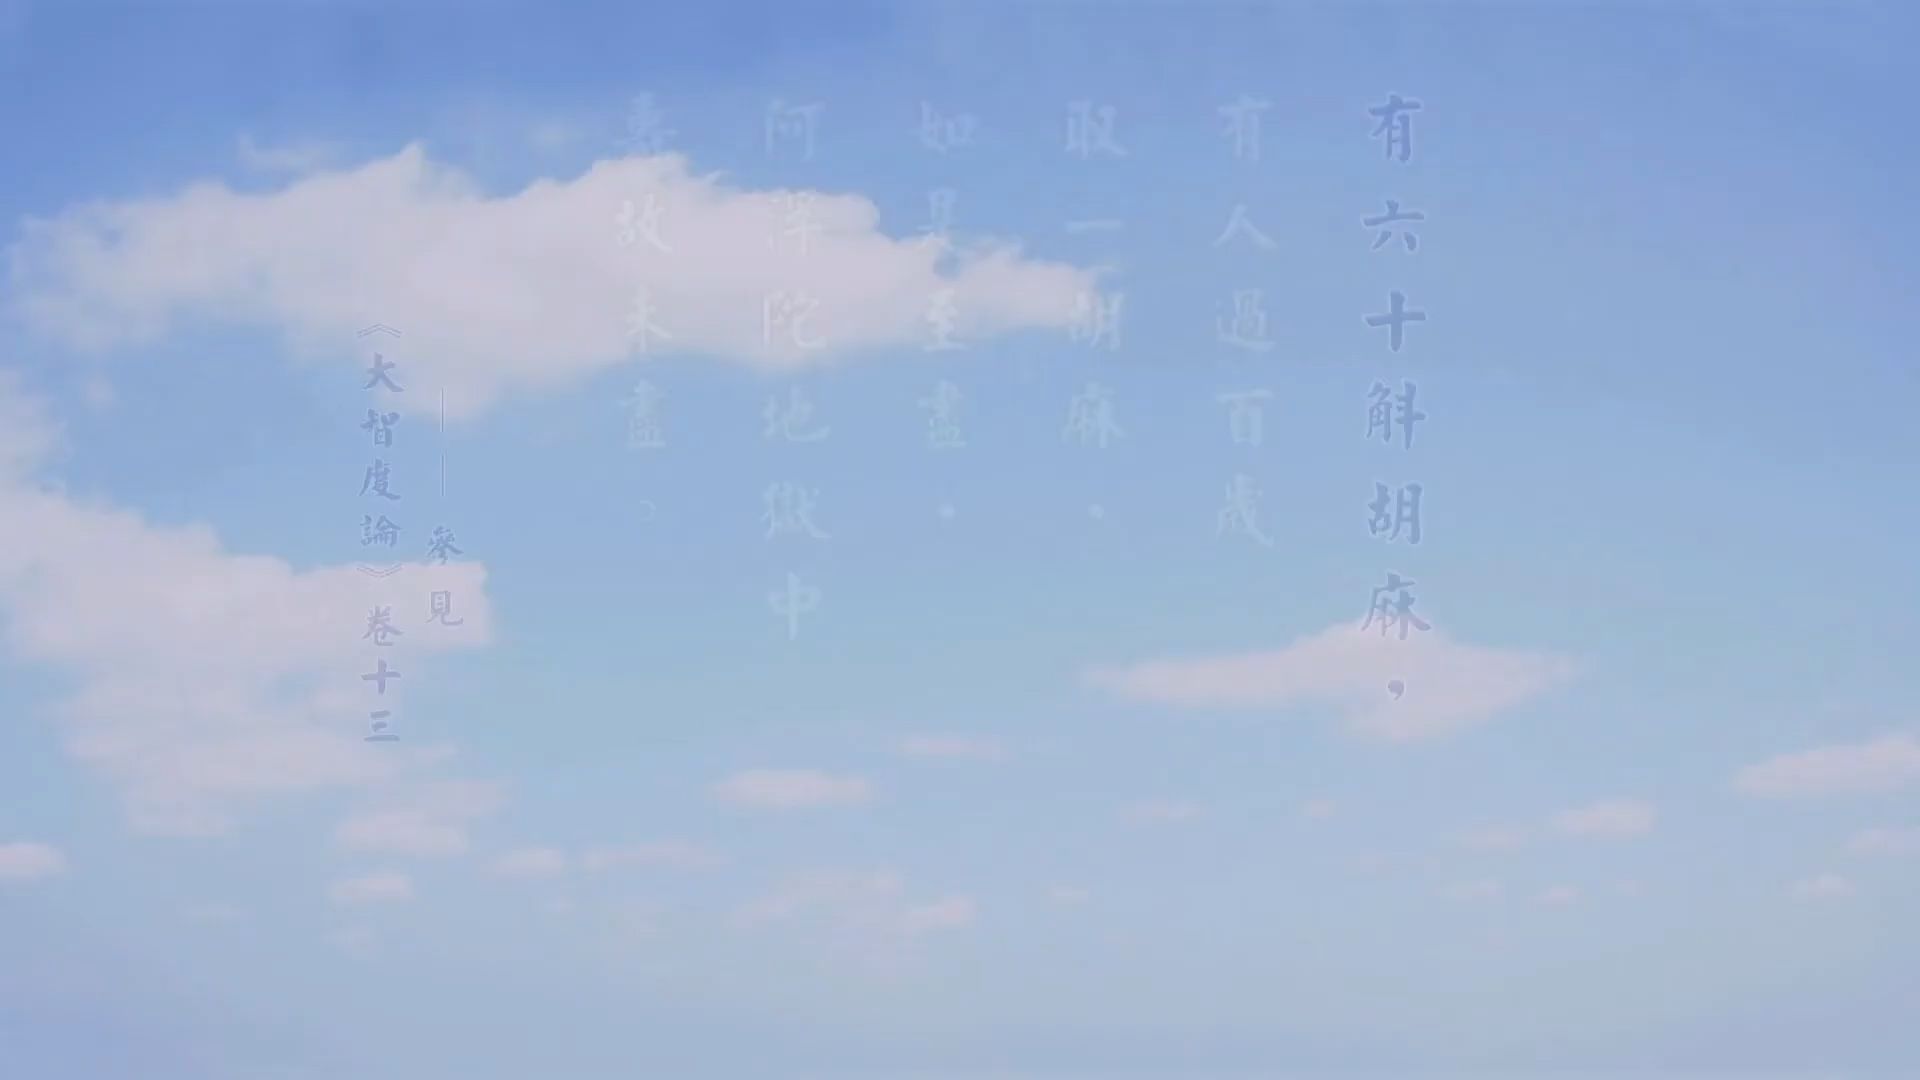 有六十斛胡麻，
有人過百歲
取一胡麻。
如是至盡。
阿浮陀地獄中
壽故未盡。
——參見
《大智度論》卷十三